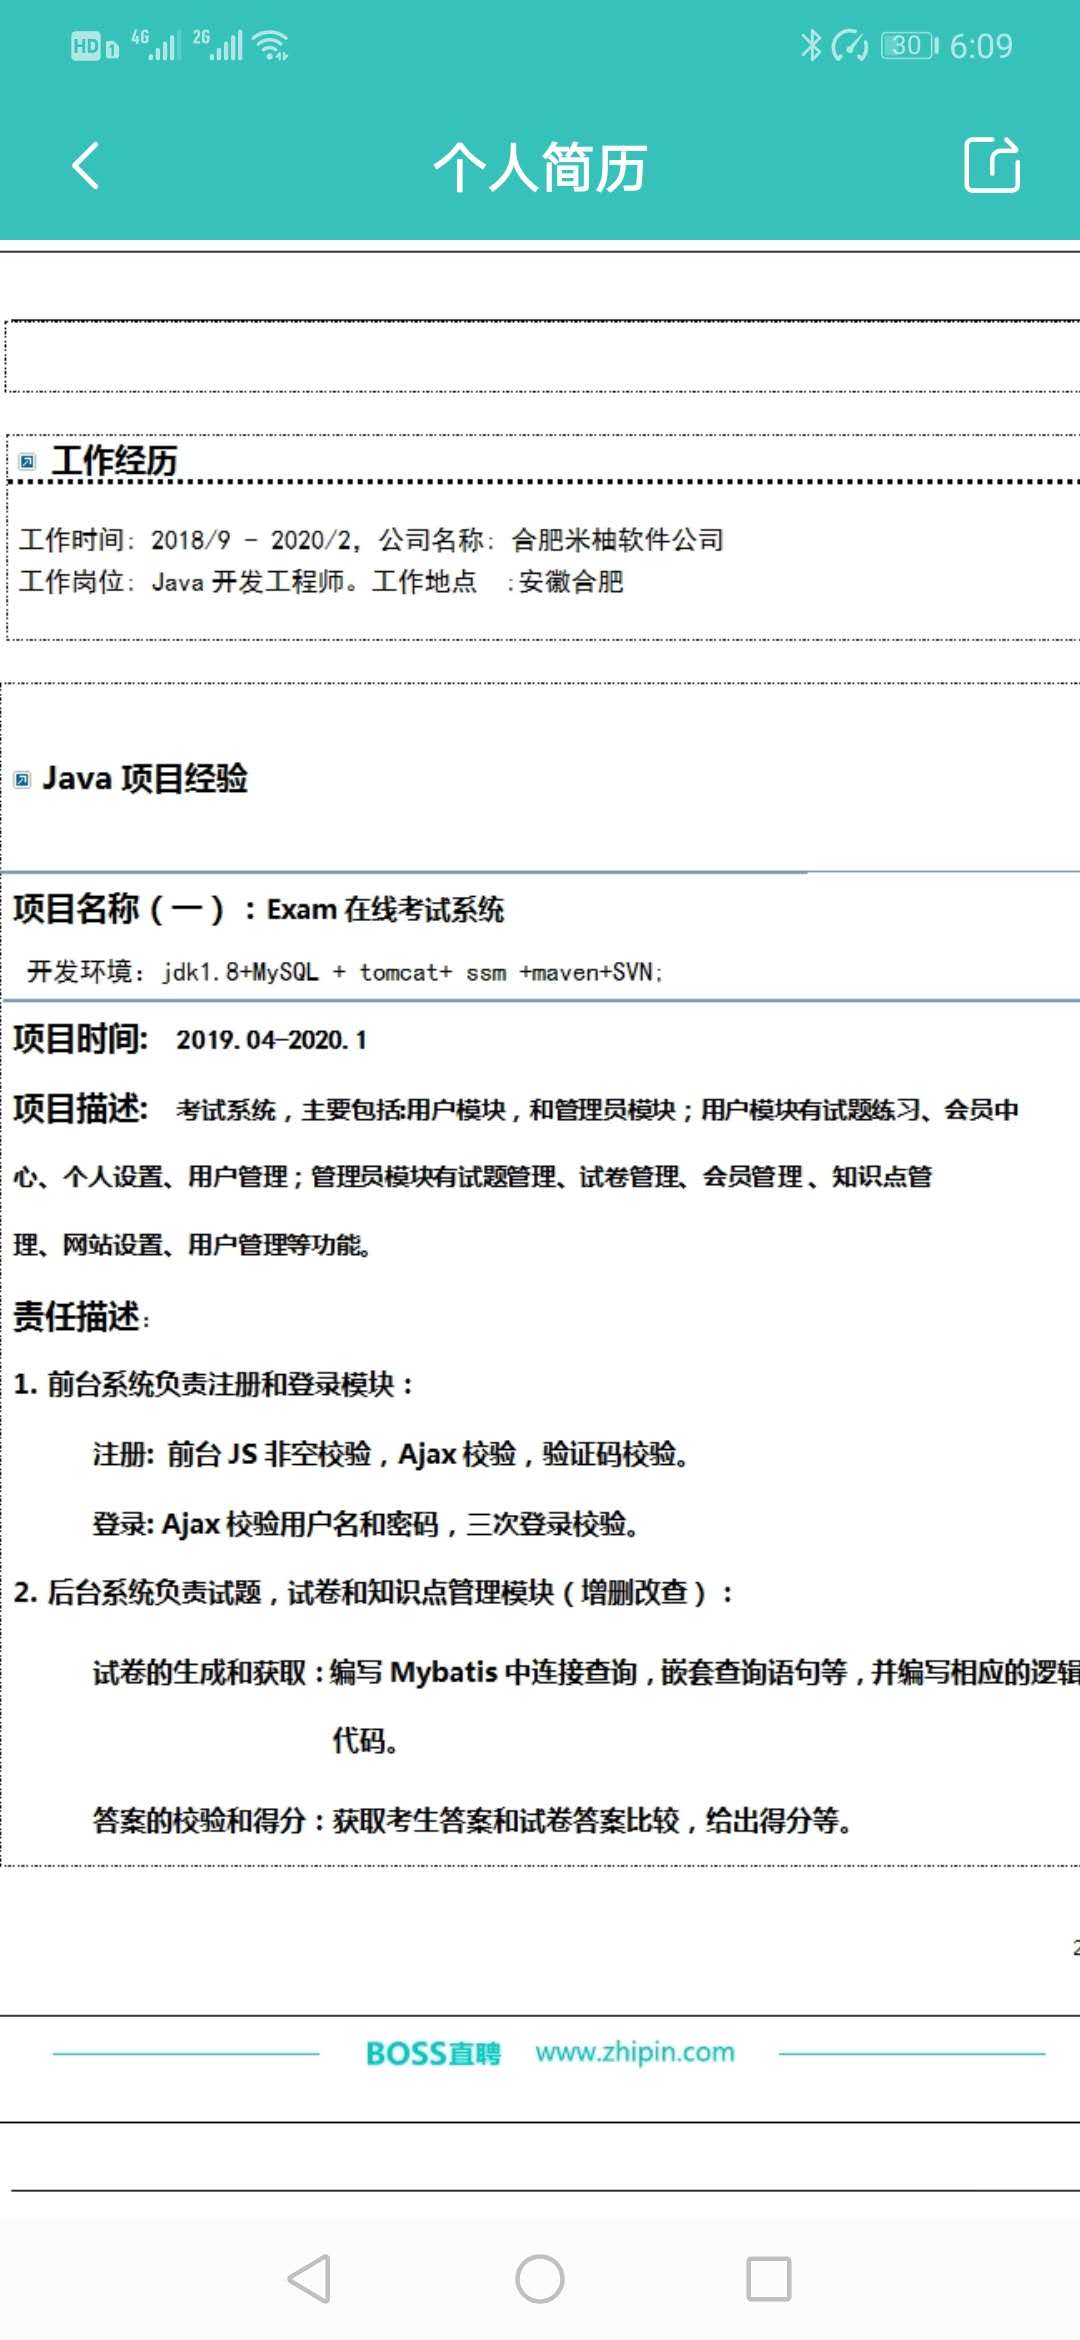 HD 1 4G 2G 30 6:09
个人简历
工作经历
工作时间：2018/9 - 2020/2，公司名称：合肥米柚软件公司
工作岗位：Java 开发工程师。工作地点 :安徽合肥
Java 项目经验
项目名称（一）：Exam 在线考试系统
开发环境：jdk1.8+MySQL + tomcat+ ssm +maven+SVN;
项目时间: 2019.04-2020.1
项目描述: 考试系统，主要包括:用户模块，和管理员模块；用户模块有试题练习、会员中
心、个人设置、用户管理；管理员模块有试题管理、试卷管理、会员管理、知识点管
理、网站设置、用户管理等功能。
责任描述:
1. 前台系统负责注册和登录模块：
注册: 前台 JS 非空校验，Ajax 校验，验证码校验。
登录: Ajax 校验用户名和密码，三次登录校验。
2. 后台系统负责试题，试卷和知识点管理模块（增删改查）：
试卷的生成和获取：编写 Mybatis 中连接查询，嵌套查询语句等，并编写相应的逻辑
代码。
答案的校验和得分：获取考生答案和试卷答案比较，给出得分等。
2
BOSS直聘 www.zhipin.com